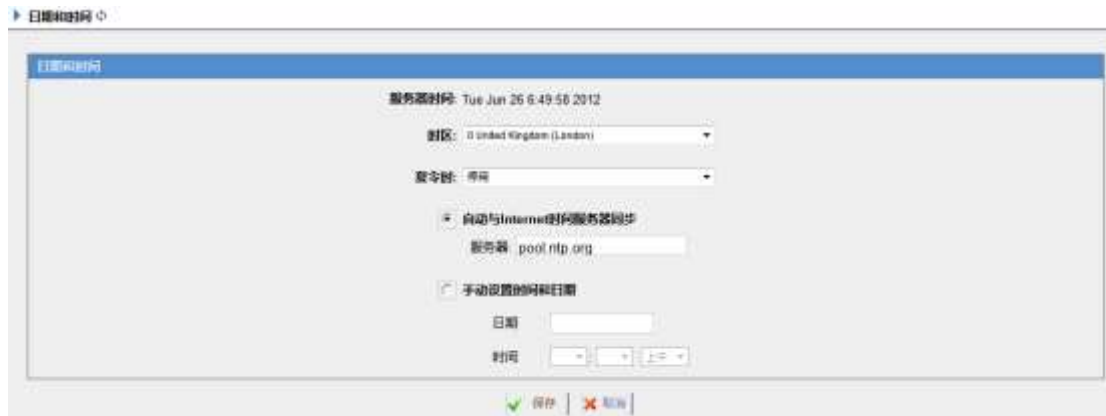 日期和时间
日期和时间
服务器时间: Tue Jun 26 6:49:58 2012
时区: 0 United Kingdom (London)
夏令时: 停用
自动与Internet时间服务器同步
服务器 pool.ntp.org
手动设置时间和日期
日期
时间 : 上午
保存 取消